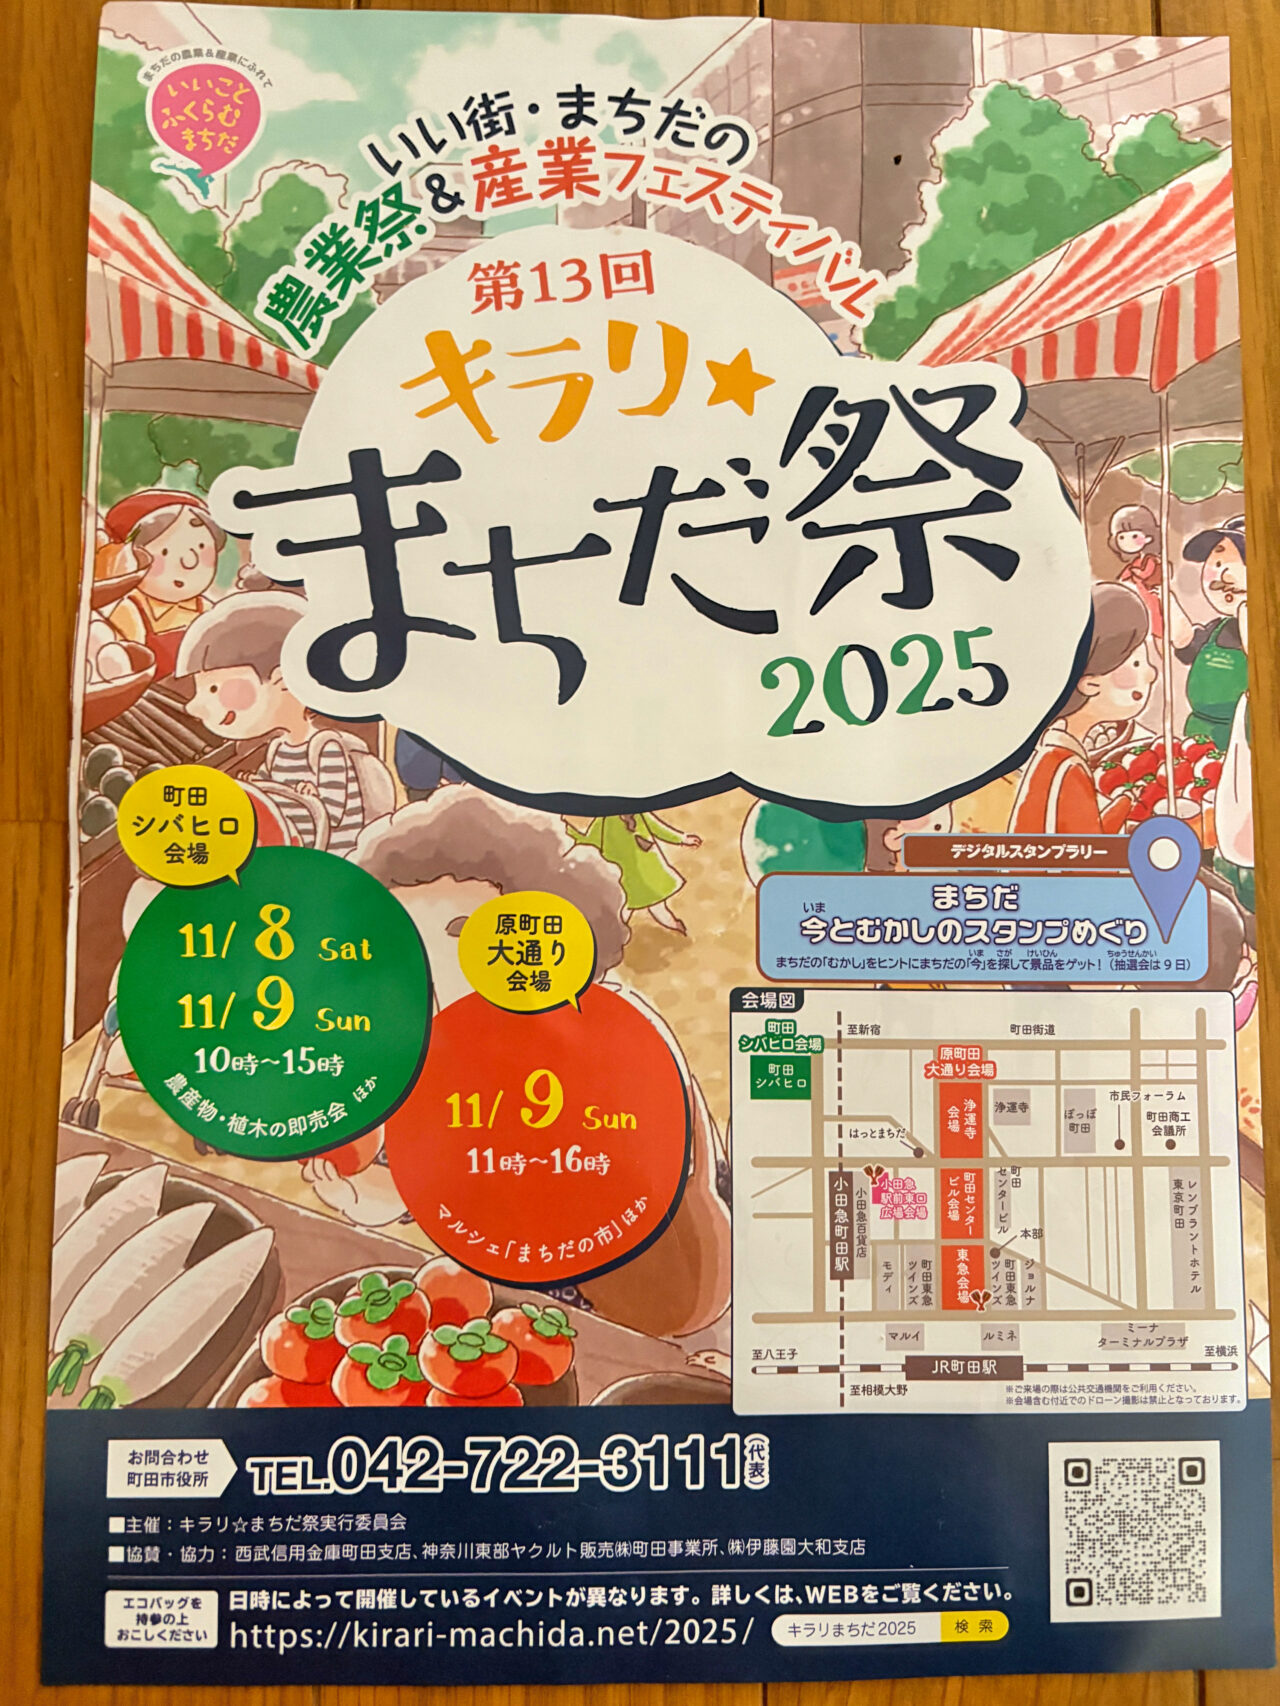 まちだの農業&産業にふれて
いいこと
ふくらむ
まちだ
いい街・まちだの
農業祭&産業フェスティバル
第13回
キラリ★
まちだ祭
2025
町田
シバヒロ
会場
11/8 Sat
11/9 Sun
10時～15時
農産物・植木の即売会 ほか
原町田
大通り
会場
11/9 Sun
11時～16時
マルシェ「まちだの市」ほか
デジタルスタンプラリー
まちだ
いま
今とむかしのスタンプめぐり
いま さが けいひん ちゅうせんかい
まちだの「むかし」をヒントにまちだの「今」を探して景品をゲット!（抽選会は9日）
会場図
町田
シバヒロ会場
町田
シバヒロ
至新宿
町田街道
原町田
大通り会場
浄運寺
会場
浄運寺
ぽっぽ
町田
市民フォーラム
町田商工
会議所
はっとまちだ
小田急町田駅
小田急百貨店
小田急
駅前東口
広場会場
町田センター
ビル会場
町田
センタービル
本部
レンブラントホテル
東京町田
モディ
町田東急
ツインズ
東急会場
町田東急
ツインズ
ジョルナ
マルイ
ルミネ
ミーナ
ターミナルプラザ
至八王子
JR町田駅
至横浜
至相模大野
※ご来場の際は公共交通機関をご利用ください。
※会場含む付近でのドローン撮影は禁止となっております。
お問合わせ
町田市役所
TEL.042-722-3111(代表)
■主催：キラリ☆まちだ祭実行委員会
■協賛・協力：西武信用金庫町田支店、神奈川東部ヤクルト販売㈱町田事業所、㈱伊藤園大和支店
エコバッグを
持参の上
おこしください
日時によって開催しているイベントが異なります。詳しくは、WEBをご覧ください。
https://kirari-machida.net/2025/
キラリまちだ2025 検索